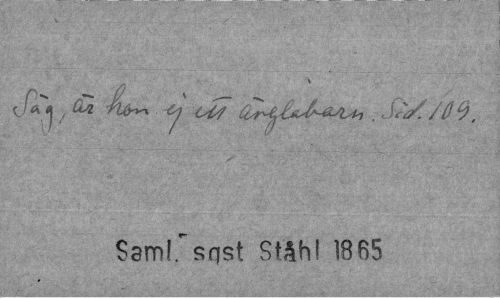 Säg, är hon ej ett änglabarn. Sid. 109.
Saml. sgst Ståhl 1865